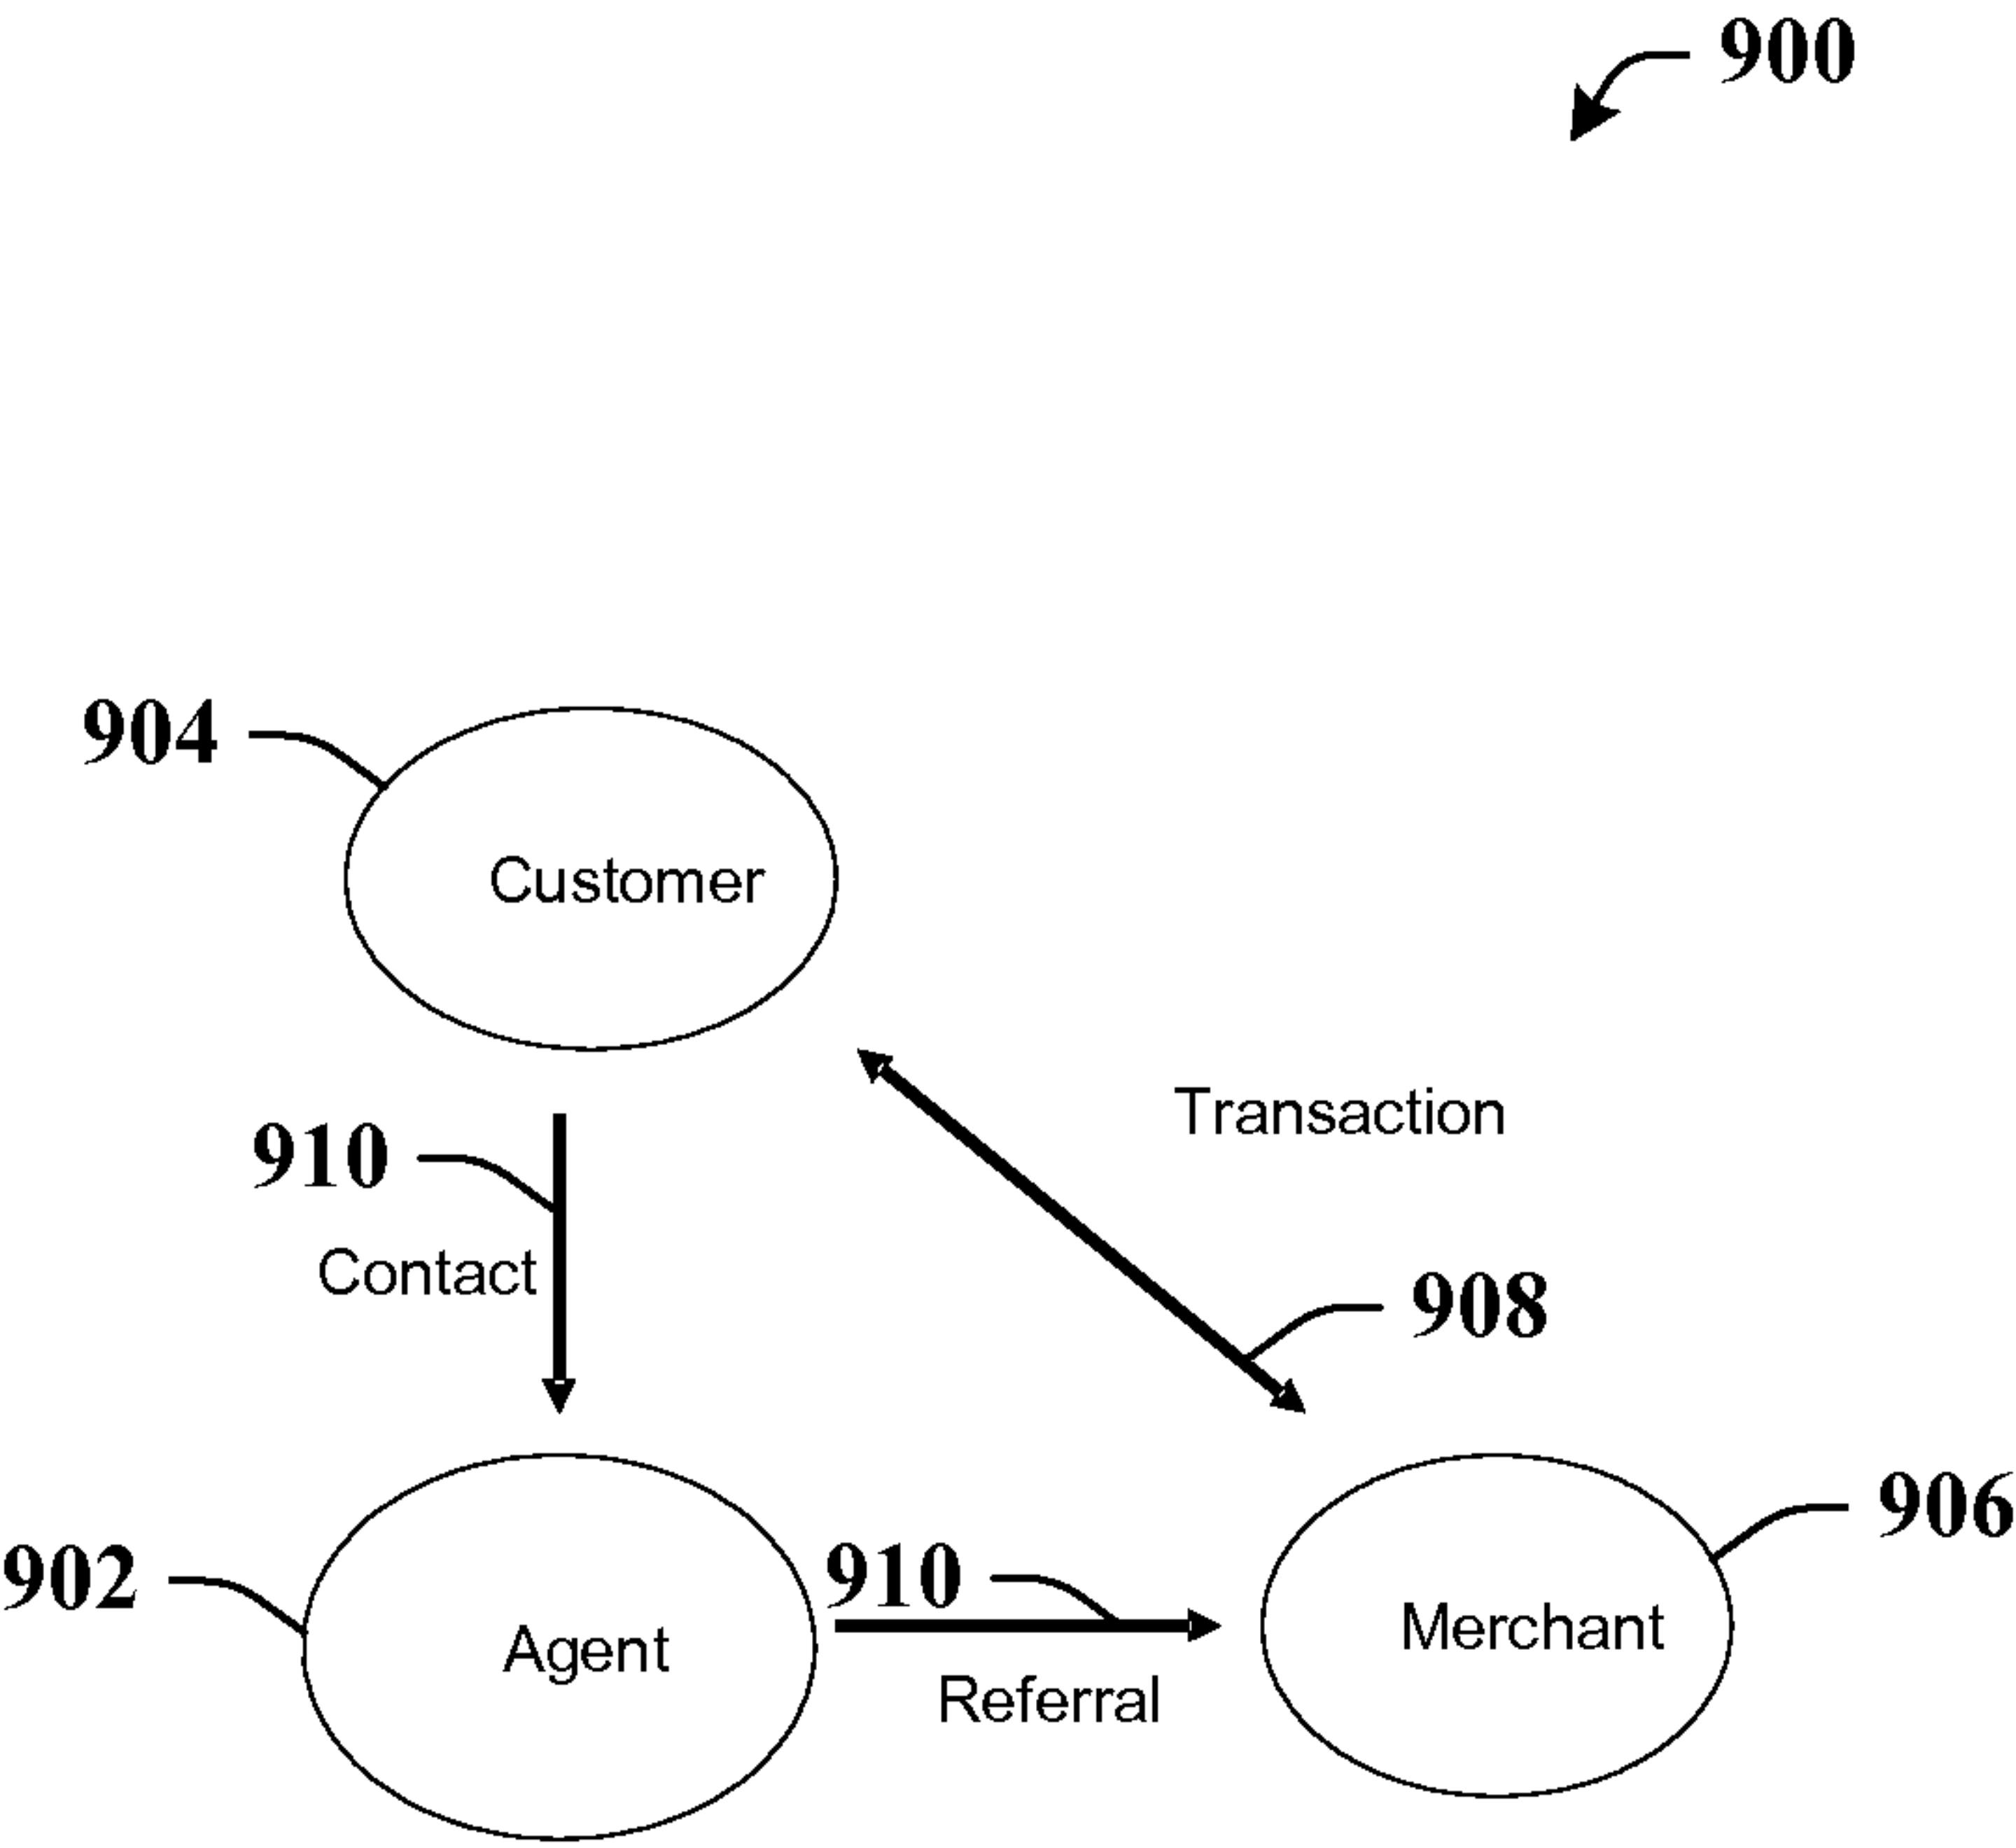 900
904
Customer
Transaction
910
Contact
908
906
902
910
Merchant
Agent
Referral